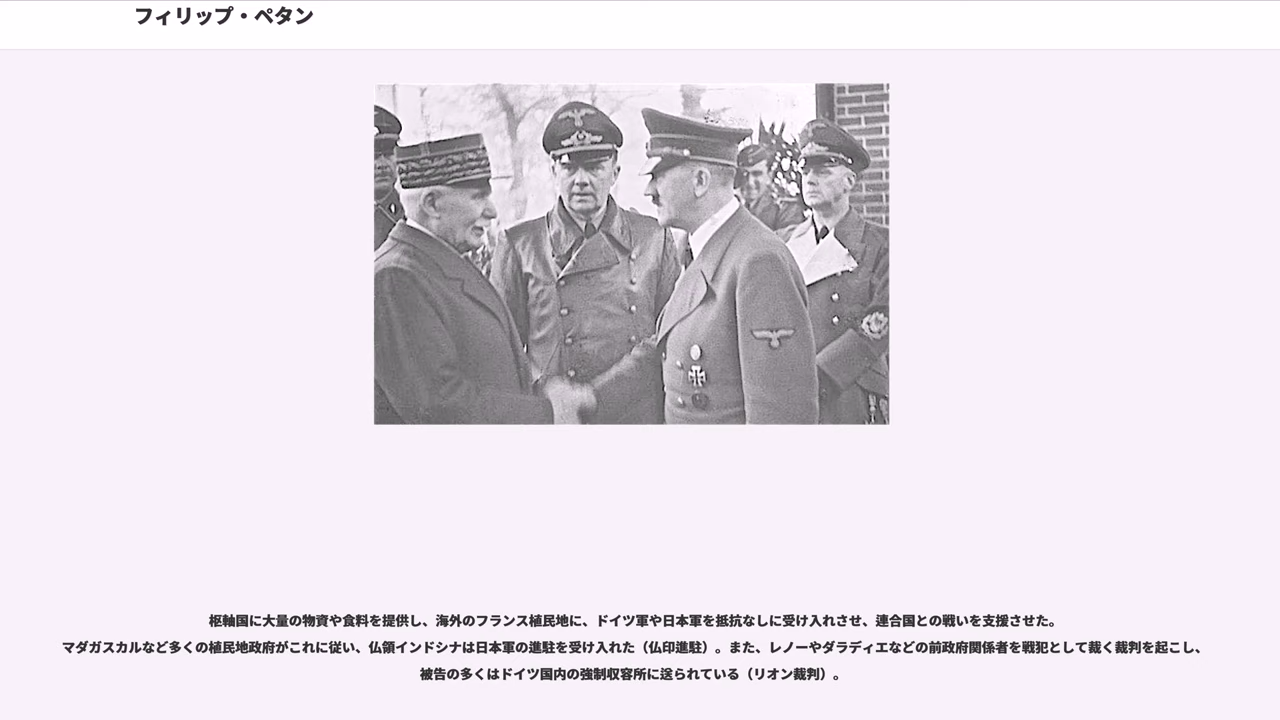 フィリップ・ペタン
枢軸国に大量の物資や食料を提供し、海外のフランス植民地に、ドイツ軍や日本軍を抵抗なしに受け入れさせ、連合国との戦いを支援させた。
マダガスカルなど多くの植民地政府がこれに従い、仏領インドシナは日本軍の進駐を受け入れた（仏印進駐）。また、レノーやダラディエなどの前政府関係者を戦犯として裁く裁判を起こし、
被告の多くはドイツ国内の強制収容所に送られている（リオン裁判）。